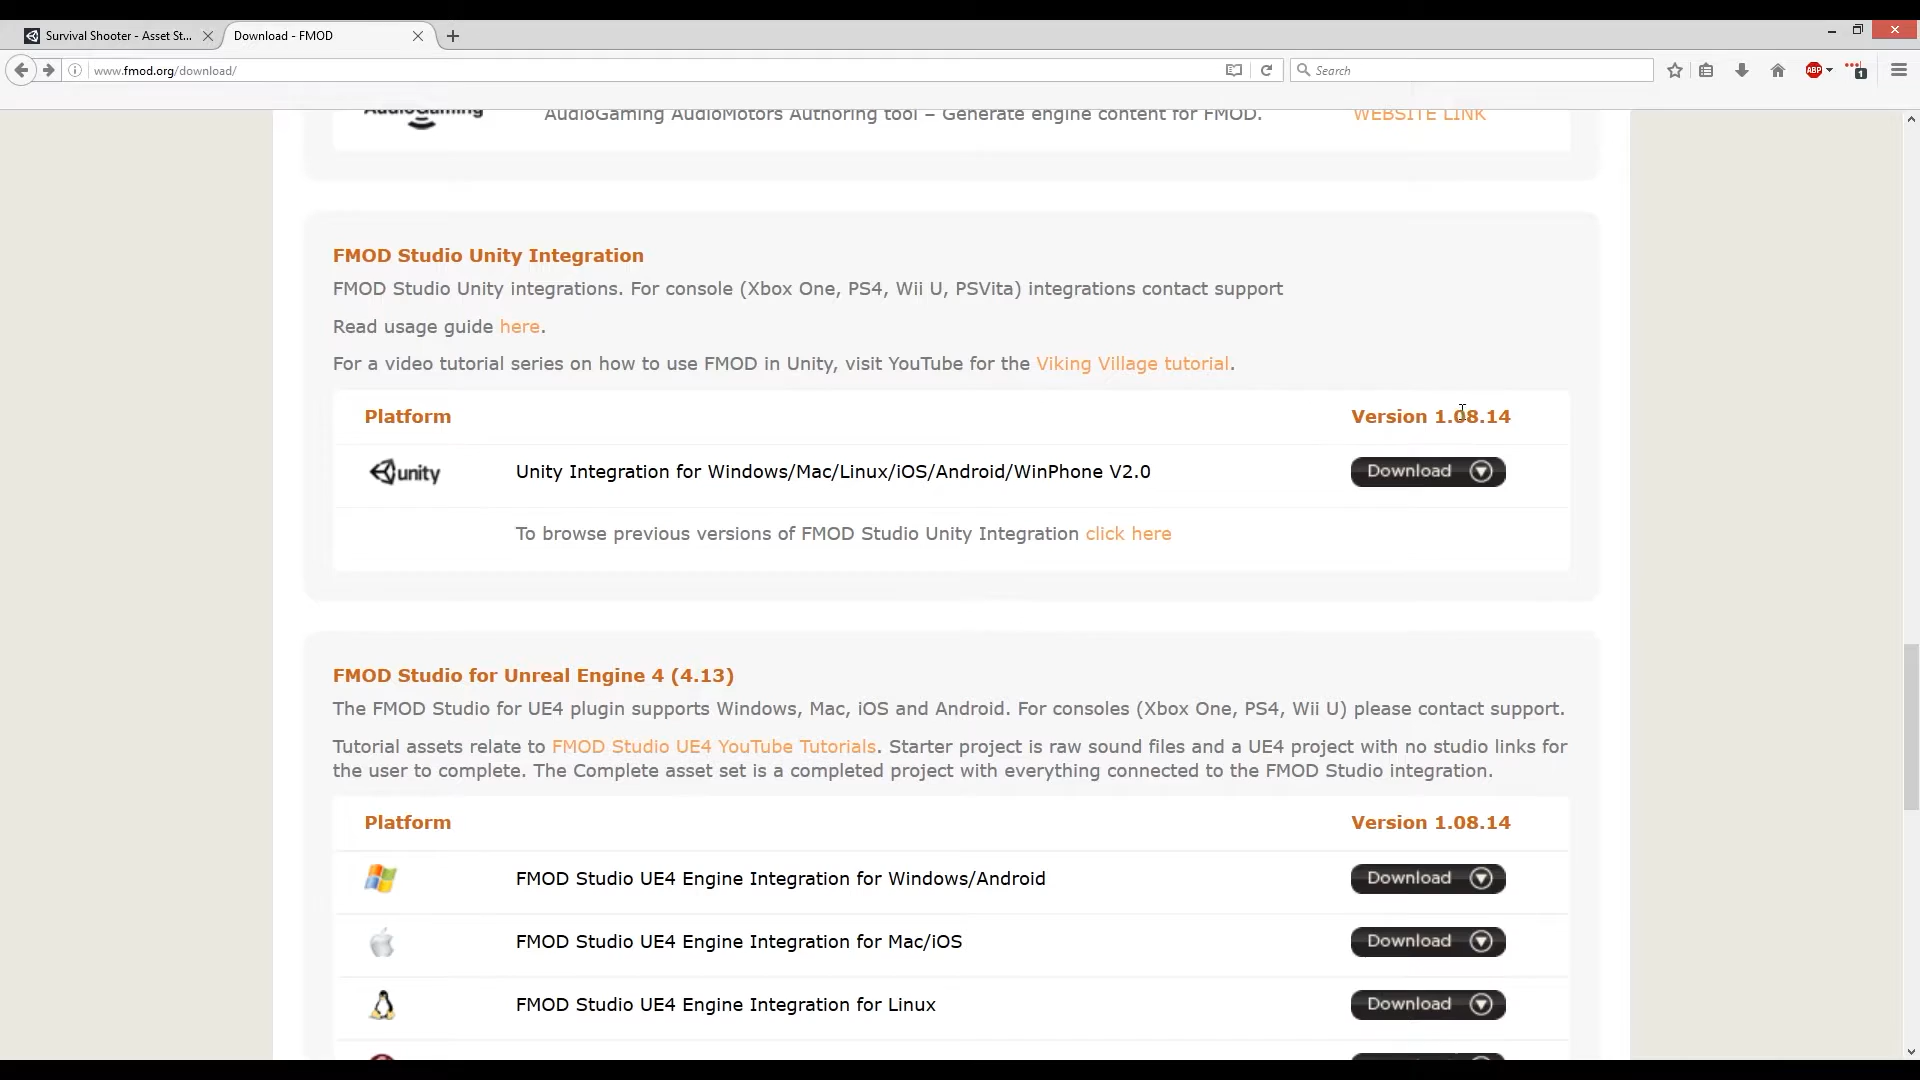 Survival Shooter - Asset St...
Download - FMOD
www.fmod.org/download/
Search
ABP
1
AudioGaming
AudioGaming AudioMotors Authoring tool – Generate engine content for FMOD.
WEBSITE LINK
FMOD Studio Unity Integration
FMOD Studio Unity integrations. For console (Xbox One, PS4, Wii U, PSVita) integrations contact support
Read usage guide here.
For a video tutorial series on how to use FMOD in Unity, visit YouTube for the Viking Village tutorial.
Platform
Version 1.08.14
unity
Unity Integration for Windows/Mac/Linux/iOS/Android/WinPhone V2.0
Download
To browse previous versions of FMOD Studio Unity Integration click here
FMOD Studio for Unreal Engine 4 (4.13)
The FMOD Studio for UE4 plugin supports Windows, Mac, iOS and Android. For consoles (Xbox One, PS4, Wii U) please contact support.
Tutorial assets relate to FMOD Studio UE4 YouTube Tutorials. Starter project is raw sound files and a UE4 project with no studio links for
the user to complete. The Complete asset set is a completed project with everything connected to the FMOD Studio integration.
Platform
Version 1.08.14
FMOD Studio UE4 Engine Integration for Windows/Android
Download
FMOD Studio UE4 Engine Integration for Mac/iOS
Download
FMOD Studio UE4 Engine Integration for Linux
Download